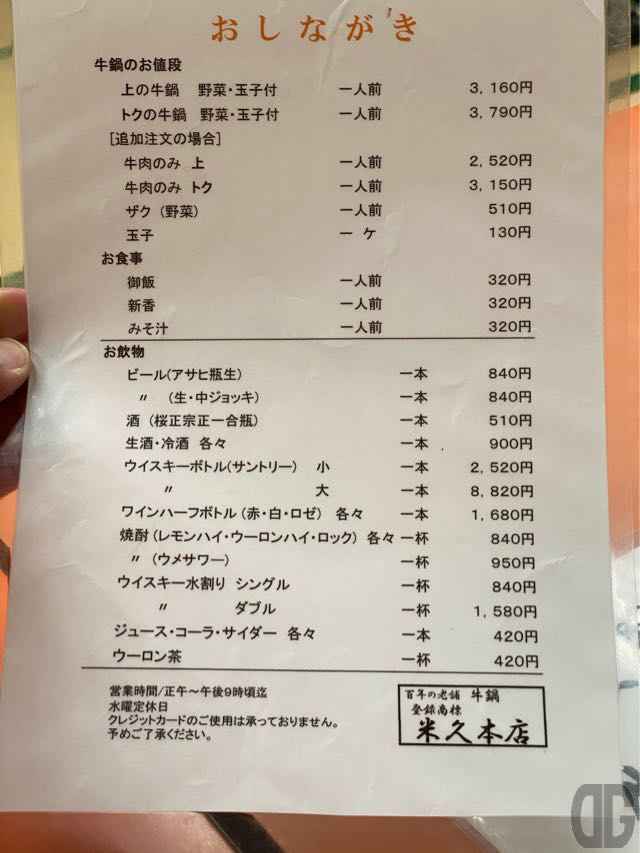 おしながき
牛鍋のお値段
上の牛鍋 野菜・玉子付 一人前 3,160円
トクの牛鍋 野菜・玉子付 一人前 3,790円
[追加注文の場合]
牛肉のみ 上 一人前 2,520円
牛肉のみ トク 一人前 3,150円
ザク (野菜) 一人前 510円
玉子 一ケ 130円
お食事
御飯 一人前 320円
新香 一人前 320円
みそ汁 一人前 320円
お飲物
ビール(アサヒ瓶生) 一本 840円
〃 (生・中ジョッキ) 一本 840円
酒 (桜正宗正一合瓶) 一本 510円
生酒・冷酒 各々 一本 900円
ウイスキーボトル(サントリー) 小 一本 2,520円
〃 大 一本 8,820円
ワインハーフボトル(赤・白・ロゼ) 各々 一本 1,680円
焼酎(レモンハイ・ウーロンハイ・ロック) 各々 一杯 840円
〃 (ウメサワー) 一杯 950円
ウイスキー水割り シングル 一杯 840円
〃 ダブル 一杯 1,580円
ジュース・コーラ・サイダー 各々 一本 420円
ウーロン茶 一杯 420円
営業時間/正午～午後9時頃迄
水曜定休日
クレジットカードのご使用は承っておりません。
予めご了承ください。
百年の老舗 牛鍋
登録商標
米久本店
DG